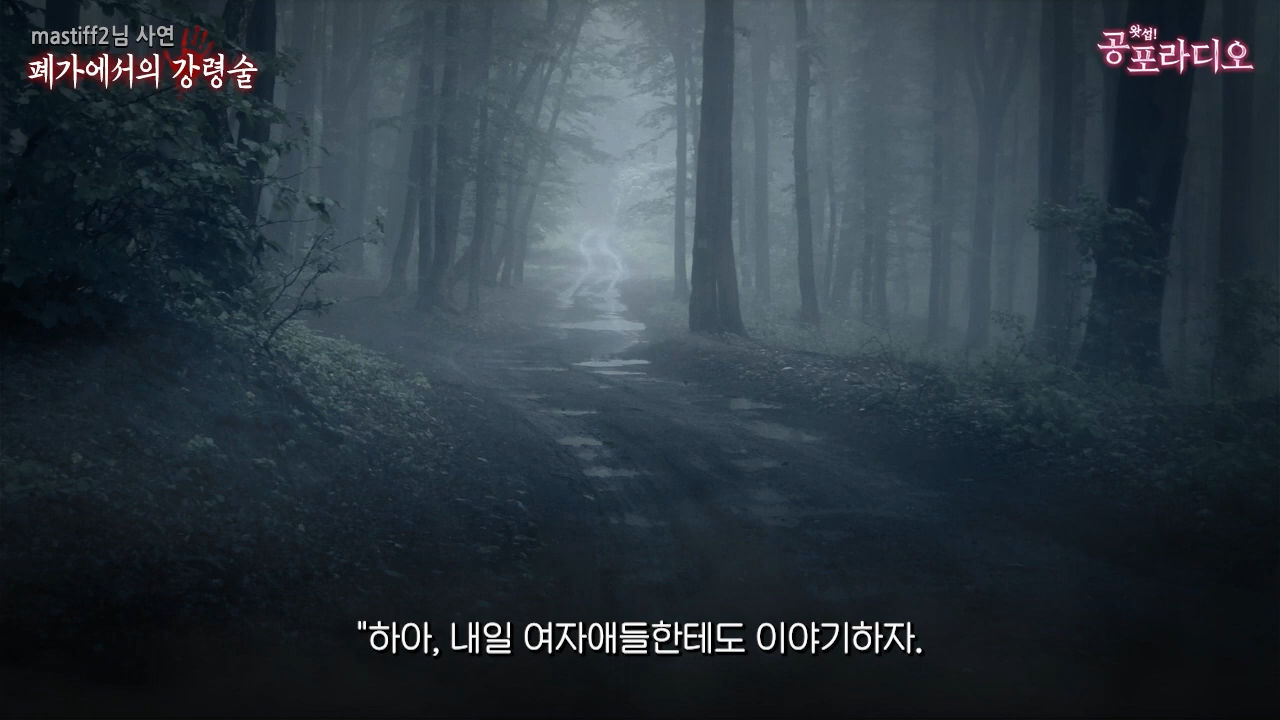 mastiff2님 사연
폐가에서의 강령술
왓섭!
공포라디오
"하아, 내일 여자애들한테도 이야기하자.